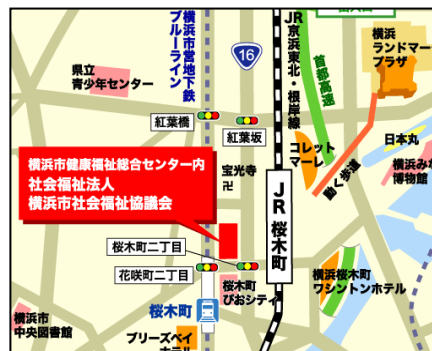 横浜市営地下鉄
ブルーライン
16
JR京浜東北・根岸線
首都高速
横浜
ランドマーク
プラザ
県立
青少年センター
紅葉橋
紅葉坂
コレット
マーレ
動く歩道
日本丸
横浜みな
博物館
横浜市健康福祉総合センター内
社会福祉法人
横浜市社会福祉協議会
宝光寺
卍
JR桜木町
桜木町二丁目
花咲町二丁目
桜木町
ぴおシティ
横浜桜木町
ワシントンホテル
横浜市
中央図書館
桜木町
ブリーズベイ
ホテル